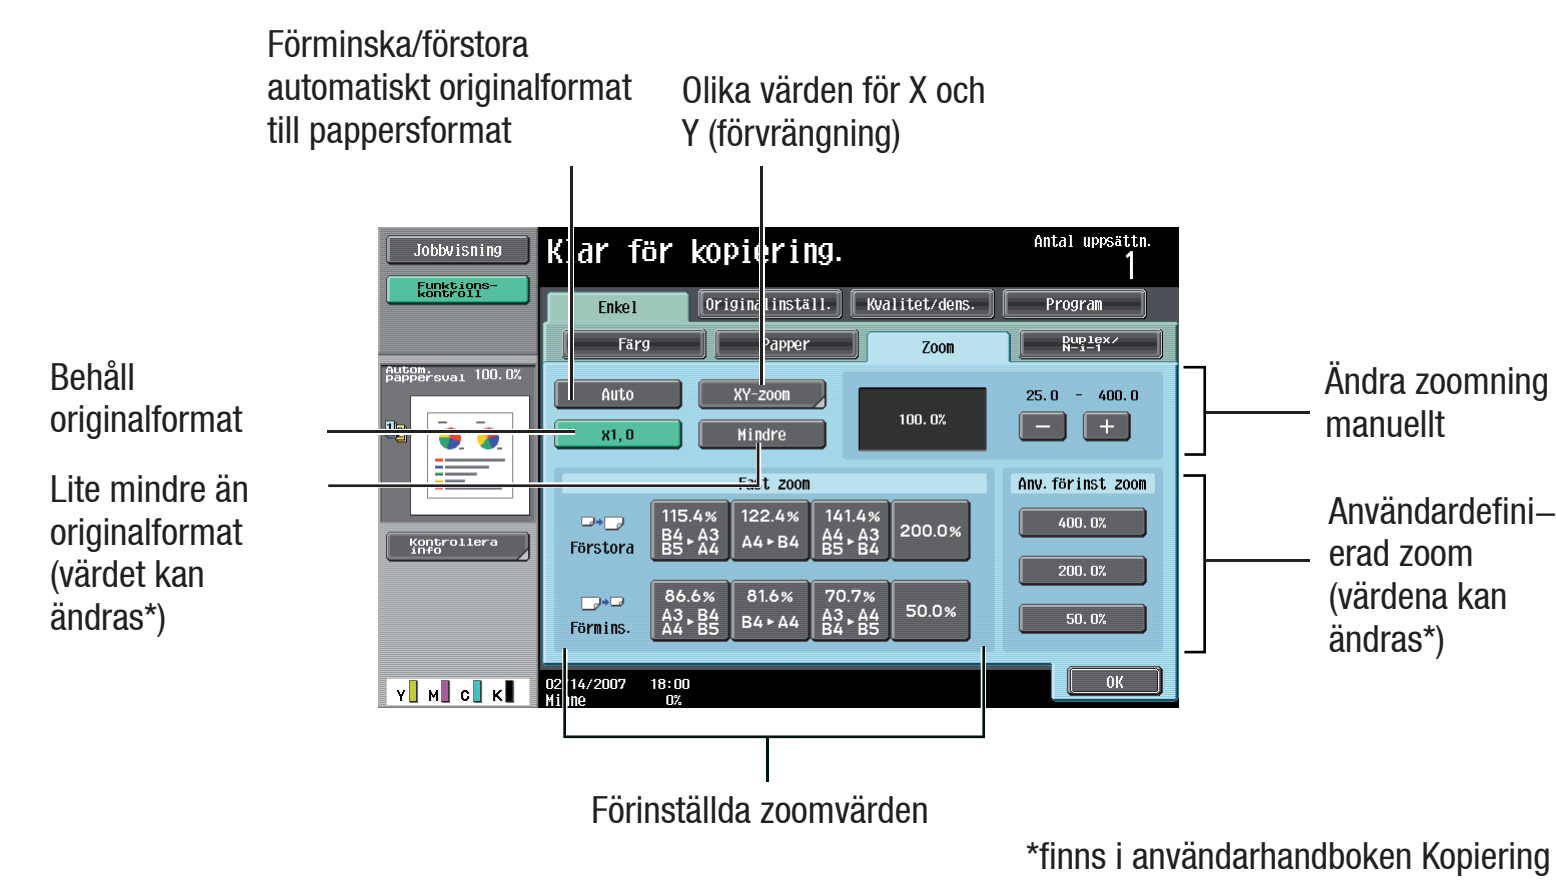 Förminska/förstora
automatiskt originalformat
till pappersformat
Olika värden för X och
Y (förvrängning)
Behåll
originalformat
Lite mindre än
originalformat
(värdet kan
ändras*)
Jobbvisning
Funktions-
kontroll
Autom.
pappersval 100.0%
1 2
Kontrollera
info
Y M C K
Klar för kopiering.
Antal uppsättn.
1
Enkel Originalinställ. Kvalitet/dens. Program
Färg Papper Zoom Duplex/
N-i-1
Auto XY-zoom
x1,0 Mindre
100.0%
25.0 - 400.0
− +
Fast zoom
Förstora
115.4%
B4▸A3
B5▸A4
122.4%
A4▸B4
141.4%
A4▸A3
B5▸B4
200.0%
Förmins.
86.6%
A3▸B4
A4▸B5
81.6%
B4▸A4
70.7%
A3▸A4
B4▸B5
50.0%
Anv.förinst zoom
400.0%
200.0%
50.0%
OK
02/14/2007 18:00
Minne 0%
Ändra zoomning
manuellt
Användardefini–
erad zoom
(värdena kan
ändras*)
Förinställda zoomvärden
*finns i användarhandboken Kopiering